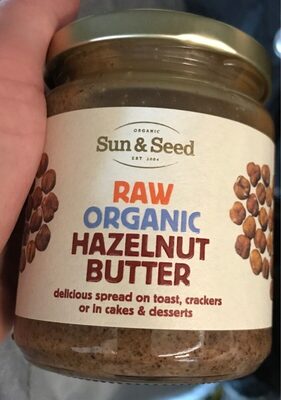 ORGANIC
Sun & Seed
EST 2004
RAW
ORGANIC
HAZELNUT
BUTTER
delicious spread on toast, crackers
or in cakes & desserts